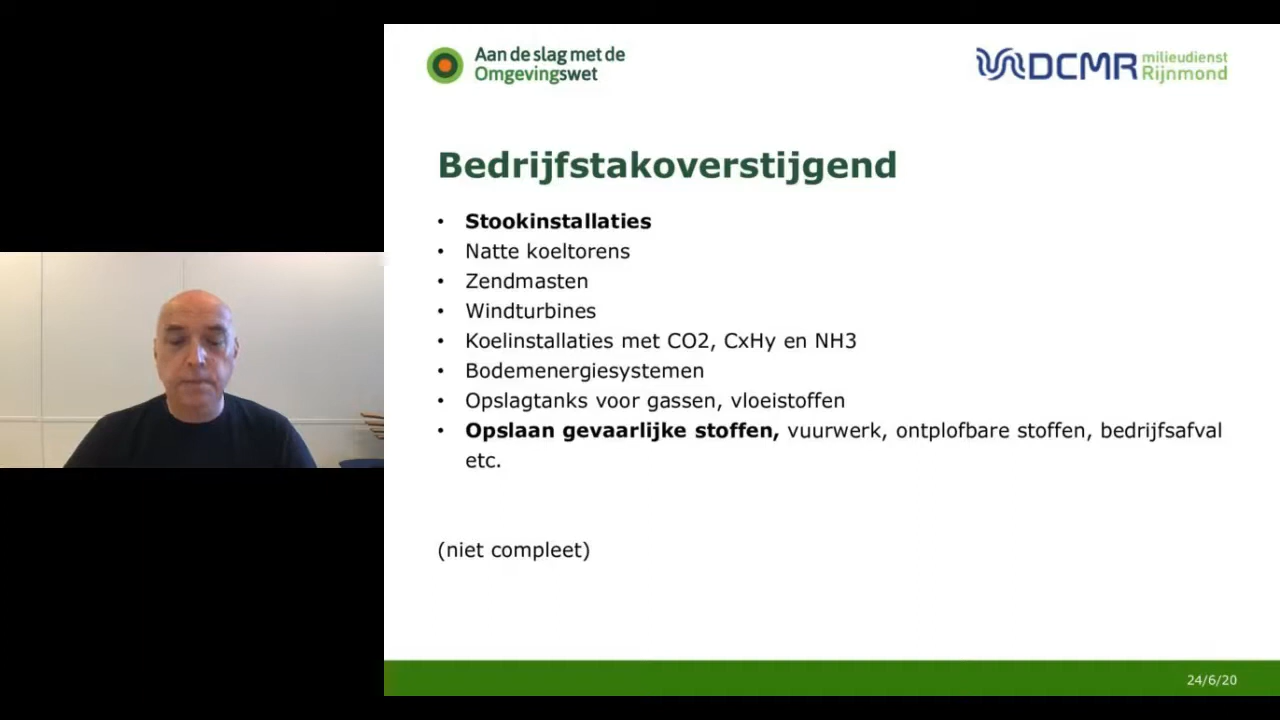 Aan de slag met de
Omgevingswet
DCMR milieudienst
Rijnmond
Bedrijfstakoverstijgend
• Stookinstallaties
• Natte koeltorens
• Zendmasten
• Windturbines
• Koelinstallaties met CO2, CxHy en NH3
• Bodemenergiesystemen
• Opslagtanks voor gassen, vloeistoffen
• Opslaan gevaarlijke stoffen, vuurwerk, ontplofbare stoffen, bedrijfsafval
etc.
(niet compleet)
24/6/20